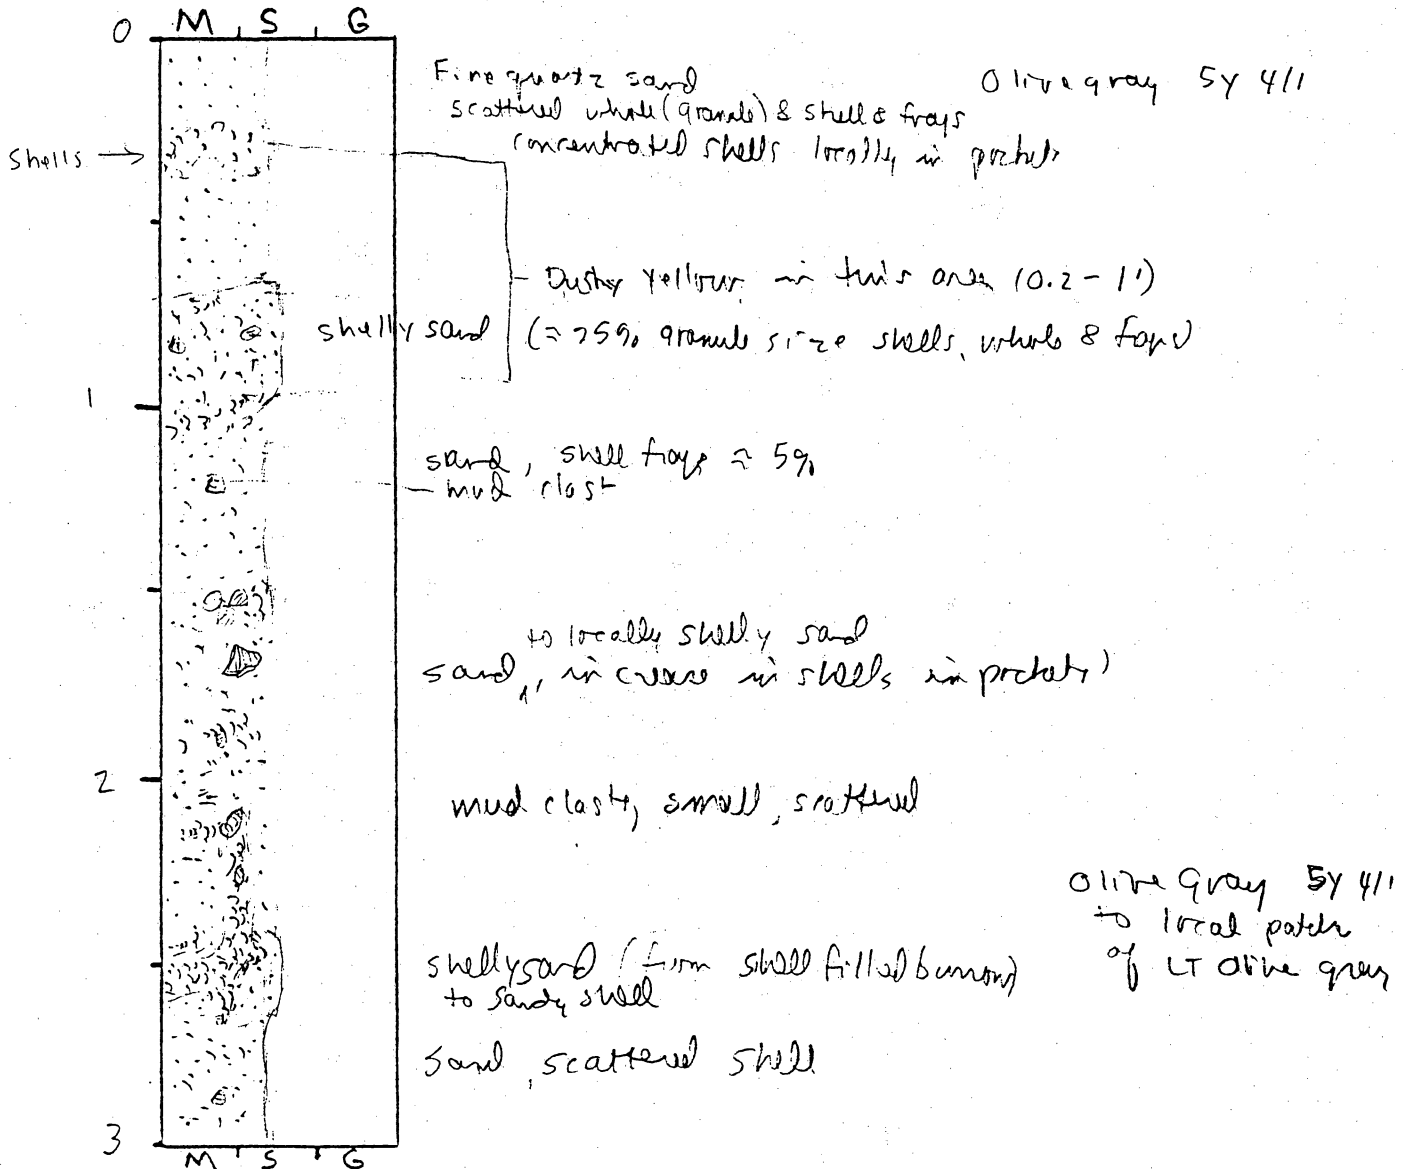 M S G
0
Fine quartz sand
Olive gray 5Y 4/1
scattered whole (granule) & shell & frags
concentrated shells locally in pockets
Shells →
Dusky Yellow in this area (0.2 - 1')
shelly sand (≈ 25% granule size shells, whole & frags)
1
sand, shell frags ≈ 5%
mud clast
to locally shelly sand
sand, increase in shells in pockets)
2
mud clasts, small, scattered
Olive Gray 5Y 4/1
to local patch
of LT Olive gray
shelly sand (from shell filled burrow)
to sandy shell
sand, scattered shell
3
M S G